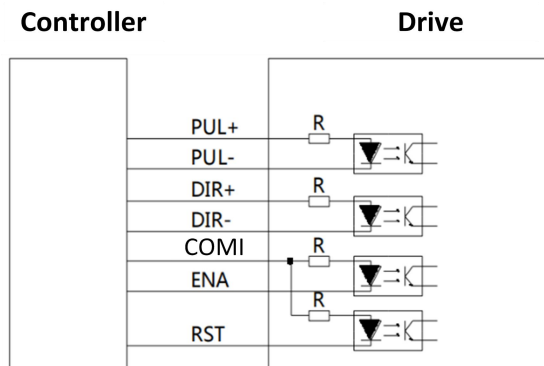 Controller
Drive
PUL+
R
PUL-
DIR+
R
DIR-
COMI
R
ENA
R
RST